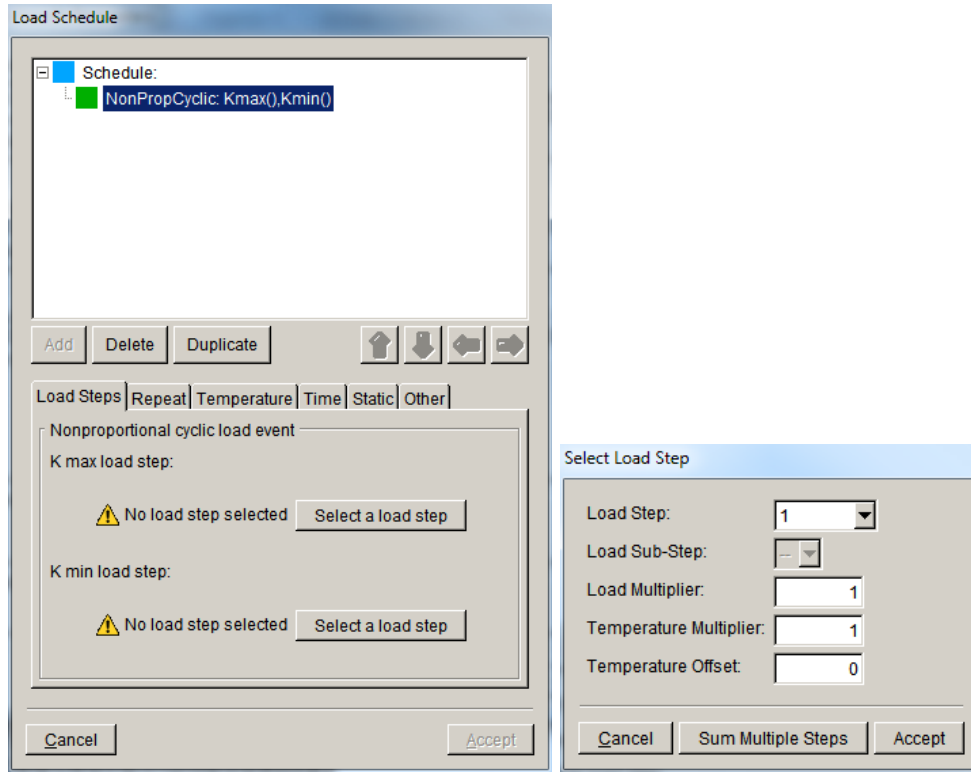 Load Schedule
Schedule:
NonPropCyclic: Kmax(),Kmin()
Add Delete Duplicate
Load Steps Repeat Temperature Time Static Other
Nonproportional cyclic load event
K max load step:
No load step selected Select a load step
K min load step:
No load step selected Select a load step
Cancel Accept
Select Load Step
Load Step: 1
Load Sub-Step: --
Load Multiplier: 1
Temperature Multiplier: 1
Temperature Offset: 0
Cancel Sum Multiple Steps Accept